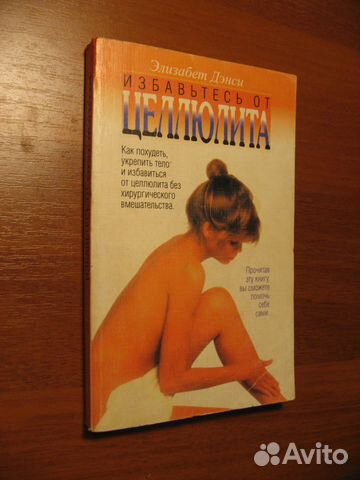 Элизабет Дэнси
ИЗБАВЬТЕСЬ ОТ
ЦЕЛЛЮЛИТА
Как похудеть,
укрепить тело
и избавиться
от целлюлита без
хирургического
вмешательства.
Прочитав
эту книгу,
вы сможете
помочь
себе
сами.
Avito